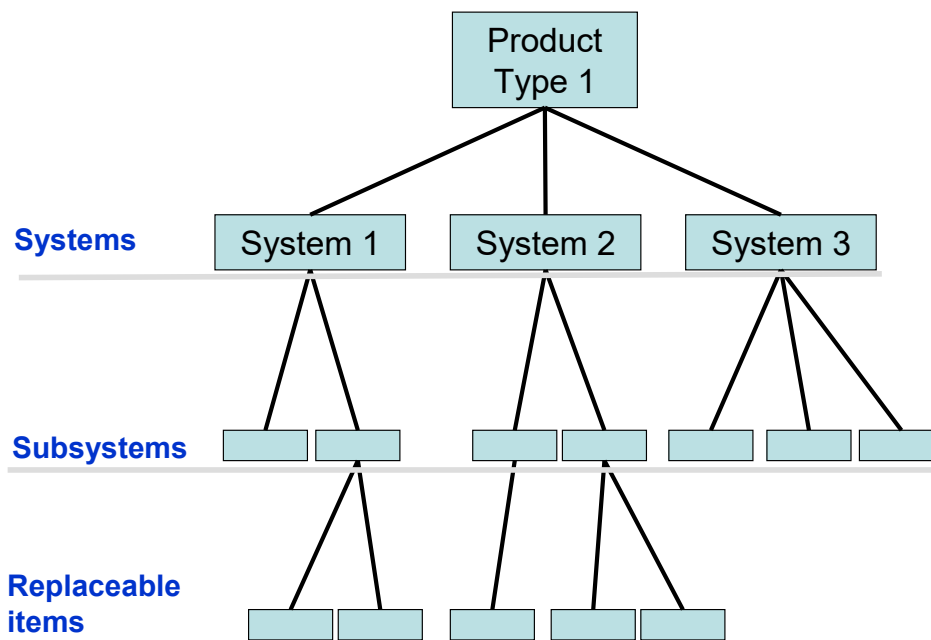 Product
Type 1
Systems
System 1
System 2
System 3
Subsystems
Replaceable
items